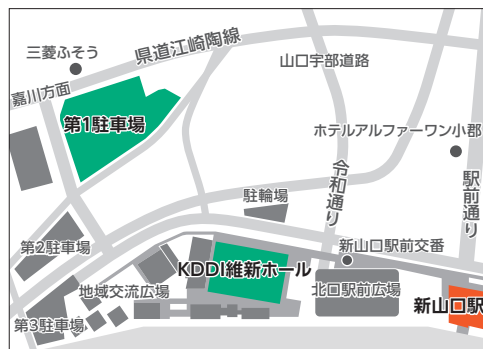 三菱ふそう
県道江崎陶線
山口宇部道路
嘉川方面
第1駐車場
ホテルアルファーワン小郡
令和通り
駅前通り
駐輪場
第2駐車場
新山口駅前交番
KDDI維新ホール
地域交流広場
北口駅前広場
新山口駅
第3駐車場